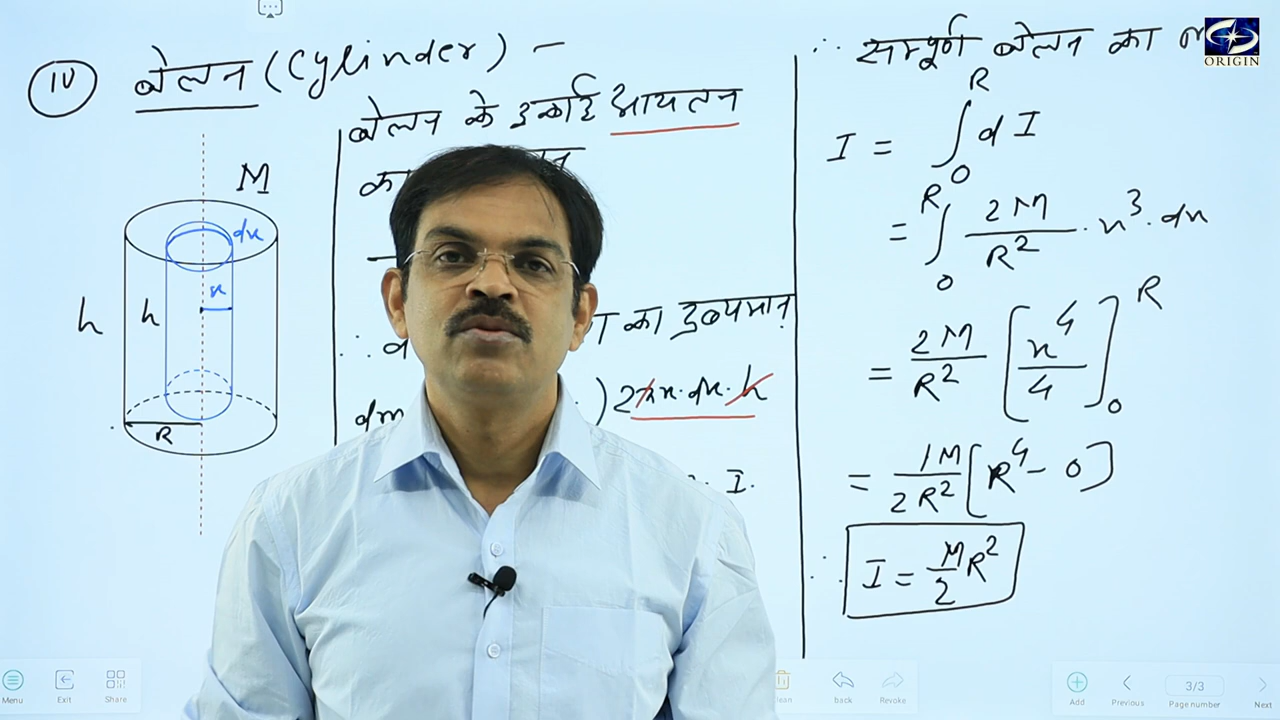 (IV) बेलन (Cylinder) –
M
dx
x
h
h
R
बेलन के इकाई आयतन
का
∴ d
का द्रव्यमान
dm
) 2πx·dx·h
. I.
∴ सम्पूर्ण बेलन का
I = ∫₀ᴿ dI
= ∫₀ᴿ 2M/R² · x³ · dx
= 2M/R² [x⁴/4]₀ᴿ
= 1M/2R² [R⁴ - 0]
∴ I = M/2 R²
ORIGIN
Menu
Exit
Share
back
Revoke
Add
Previous
3/3
Page number
Next